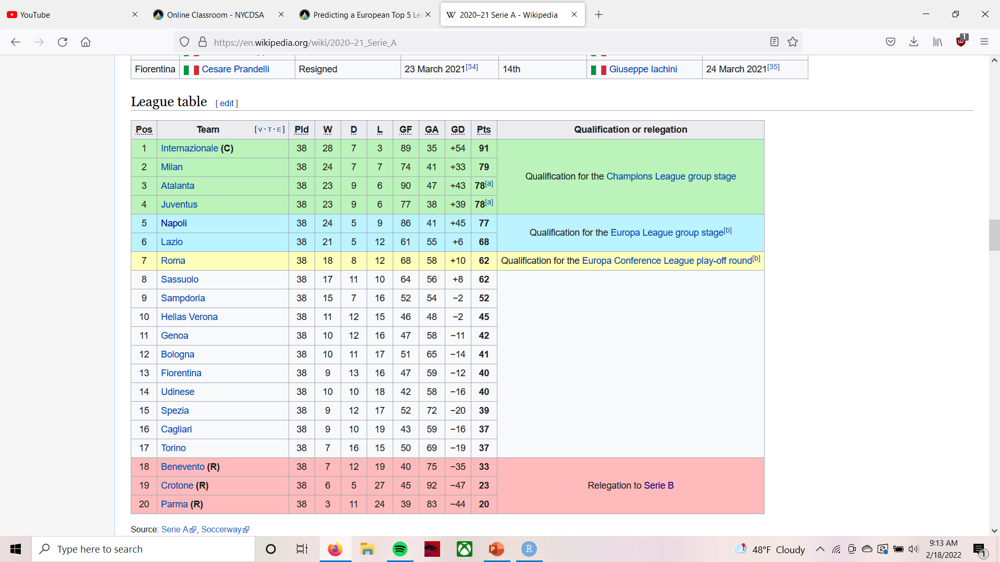 YouTube Online Classroom - NYCDSA Predicting a European Top 5 Le 2020–21 Serie A - Wikipedia
https://en.wikipedia.org/wiki/2020–21_Serie_A 1
Fiorentina Cesare Prandelli Resigned 23 March 2021[34] 14th Giuseppe Iachini 24 March 2021[35]
League table [ edit ]
Pos Team [V·T·E] Pld W D L GF GA GD Pts Qualification or relegation
1 Internazionale (C) 38 28 7 3 89 35 +54 91
2 Milan 38 24 7 7 74 41 +33 79
Qualification for the Champions League group stage
3 Atalanta 38 23 9 6 90 47 +43 78[a]
4 Juventus 38 23 9 6 77 38 +39 78[a]
5 Napoli 38 24 5 9 86 41 +45 77
Qualification for the Europa League group stage[b]
6 Lazio 38 21 5 12 61 55 +6 68
7 Roma 38 18 8 12 68 58 +10 62 Qualification for the Europa Conference League play-off round[b]
8 Sassuolo 38 17 11 10 64 56 +8 62
9 Sampdoria 38 15 7 16 52 54 −2 52
10 Hellas Verona 38 11 12 15 46 48 −2 45
11 Genoa 38 10 12 16 47 58 −11 42
12 Bologna 38 10 11 17 51 65 −14 41
13 Fiorentina 38 9 13 16 47 59 −12 40
14 Udinese 38 10 10 18 42 58 −16 40
15 Spezia 38 9 12 17 52 72 −20 39
16 Cagliari 38 9 10 19 43 59 −16 37
17 Torino 38 7 16 15 50 69 −19 37
18 Benevento (R) 38 7 12 19 40 75 −35 33
19 Crotone (R) 38 6 5 27 45 92 −47 23 Relegation to Serie B
20 Parma (R) 38 3 11 24 39 83 −44 20
Source: Serie A, Soccerway
Type here to search 48°F Cloudy 9:13 AM
2/18/2022 1